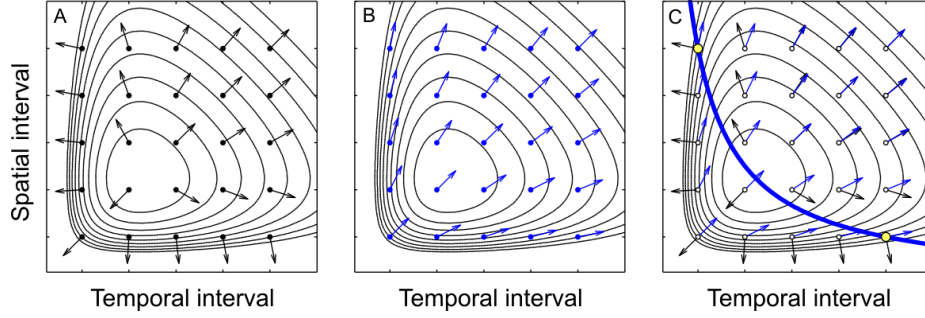 A
B
C
Spatial interval
Temporal interval
Temporal interval
Temporal interval